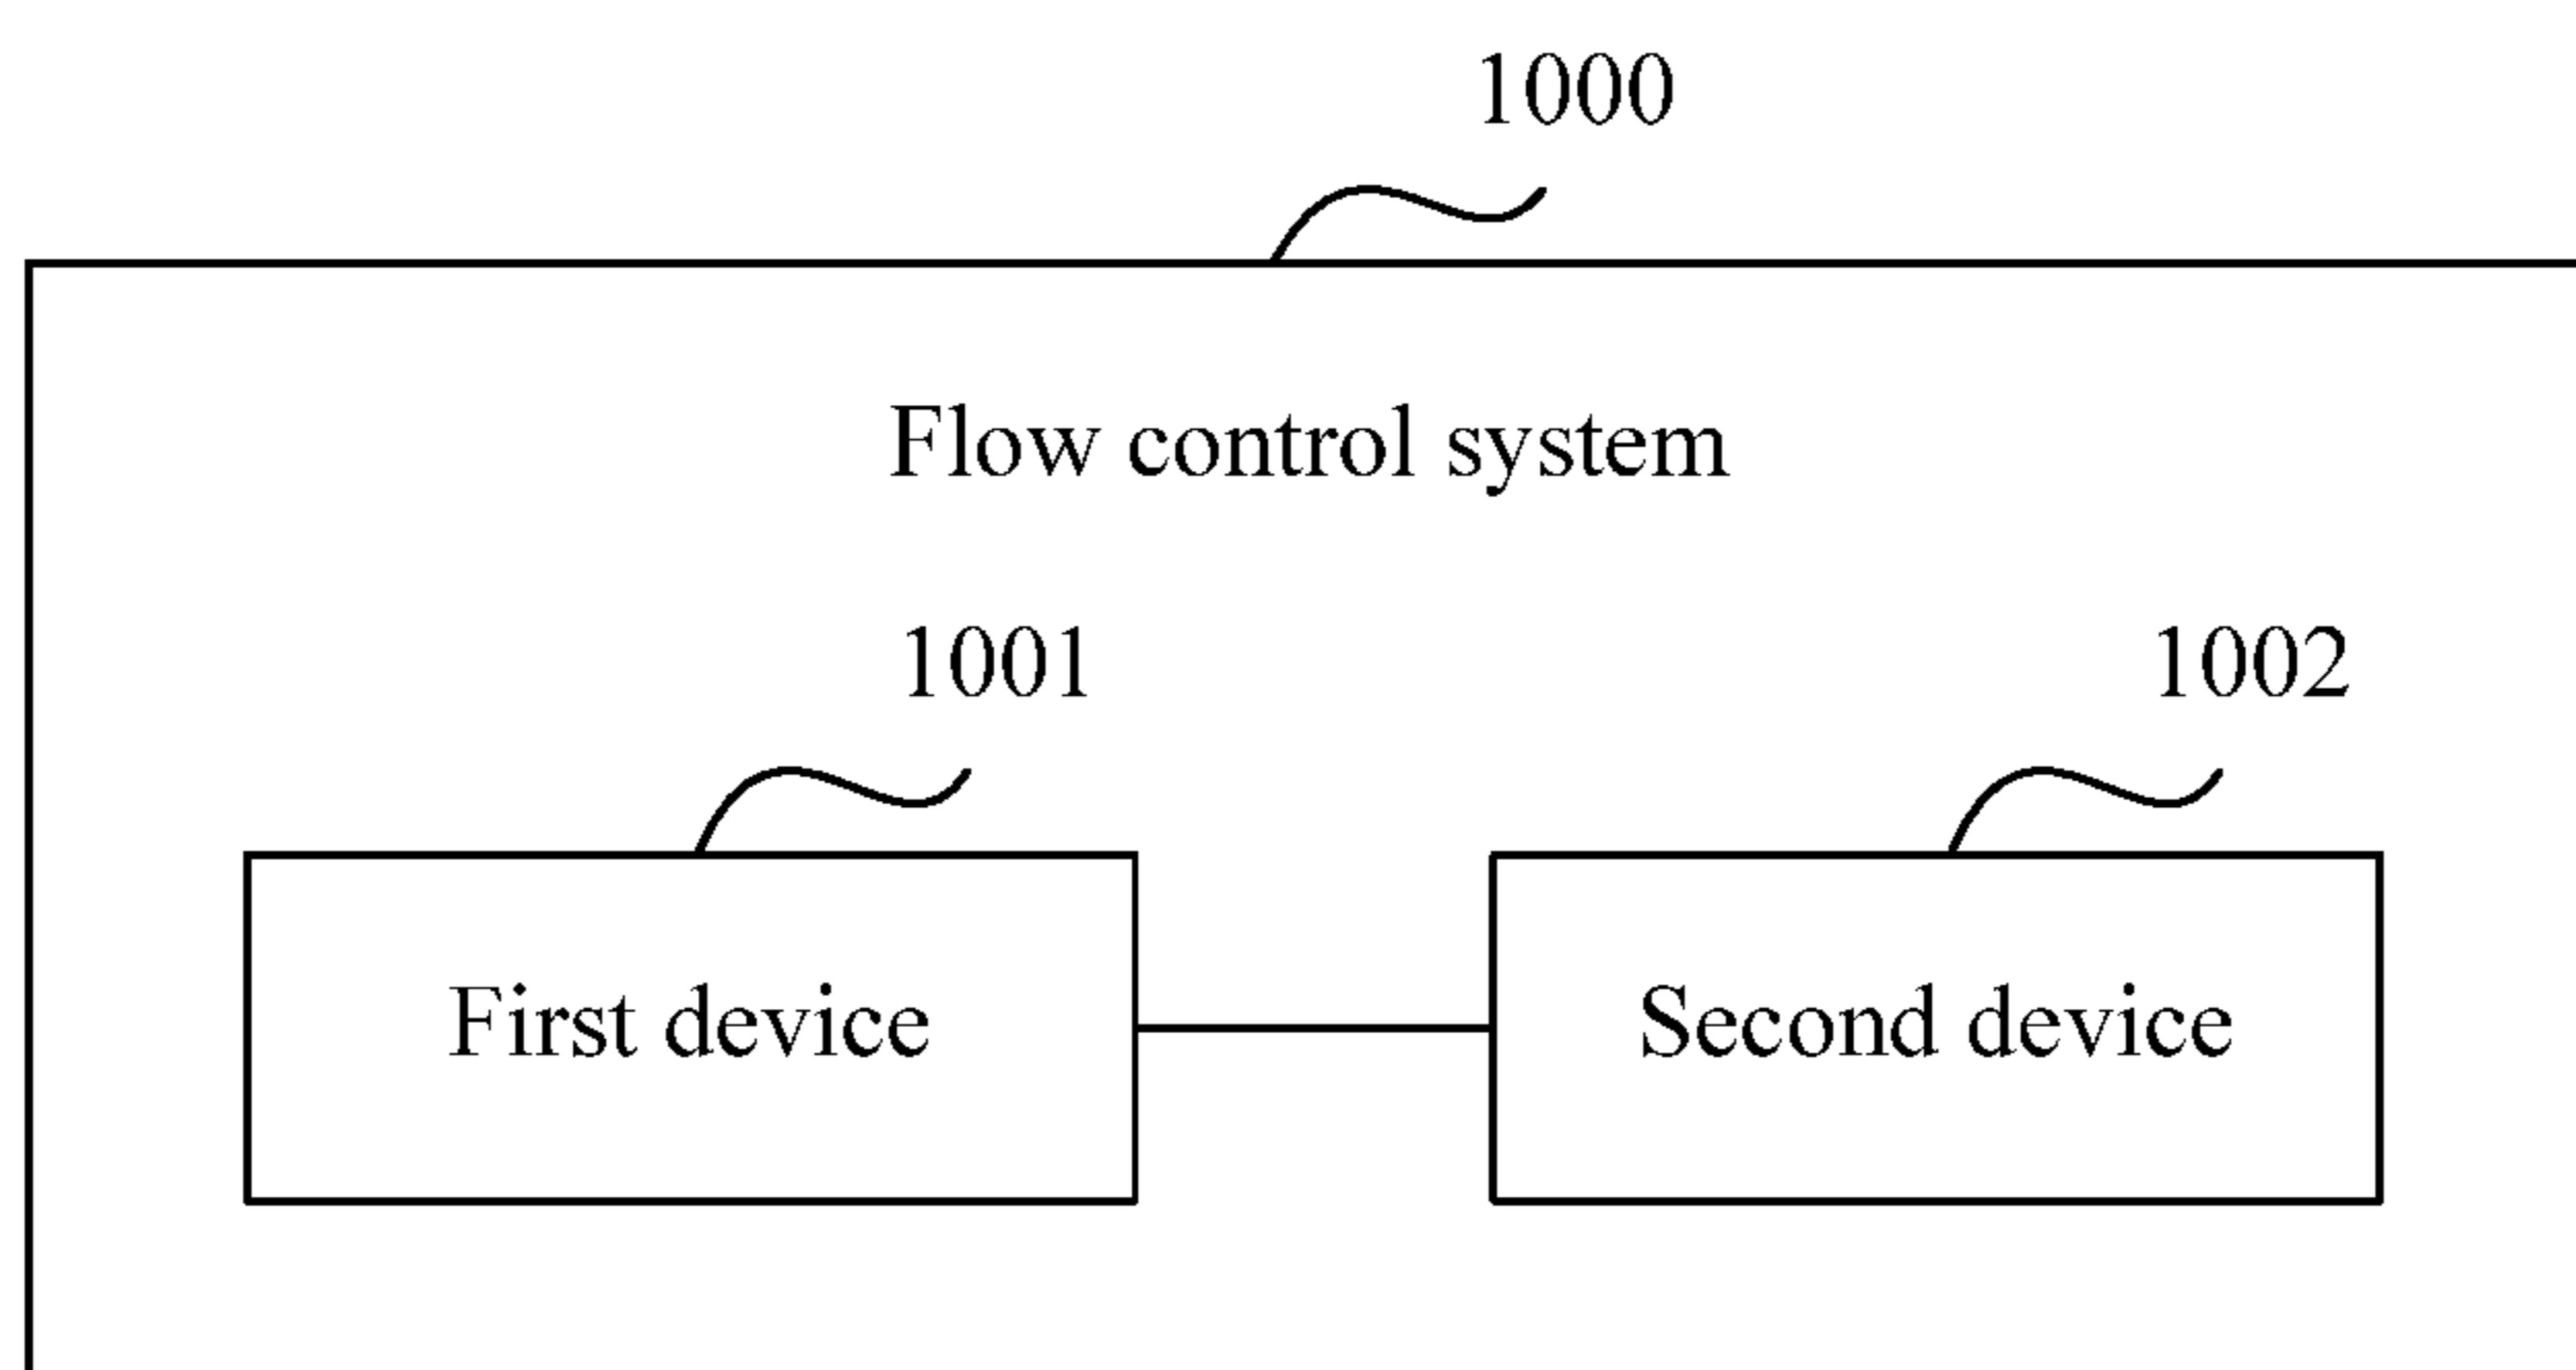 1000
Flow control system
1001
1002
First device
Second device